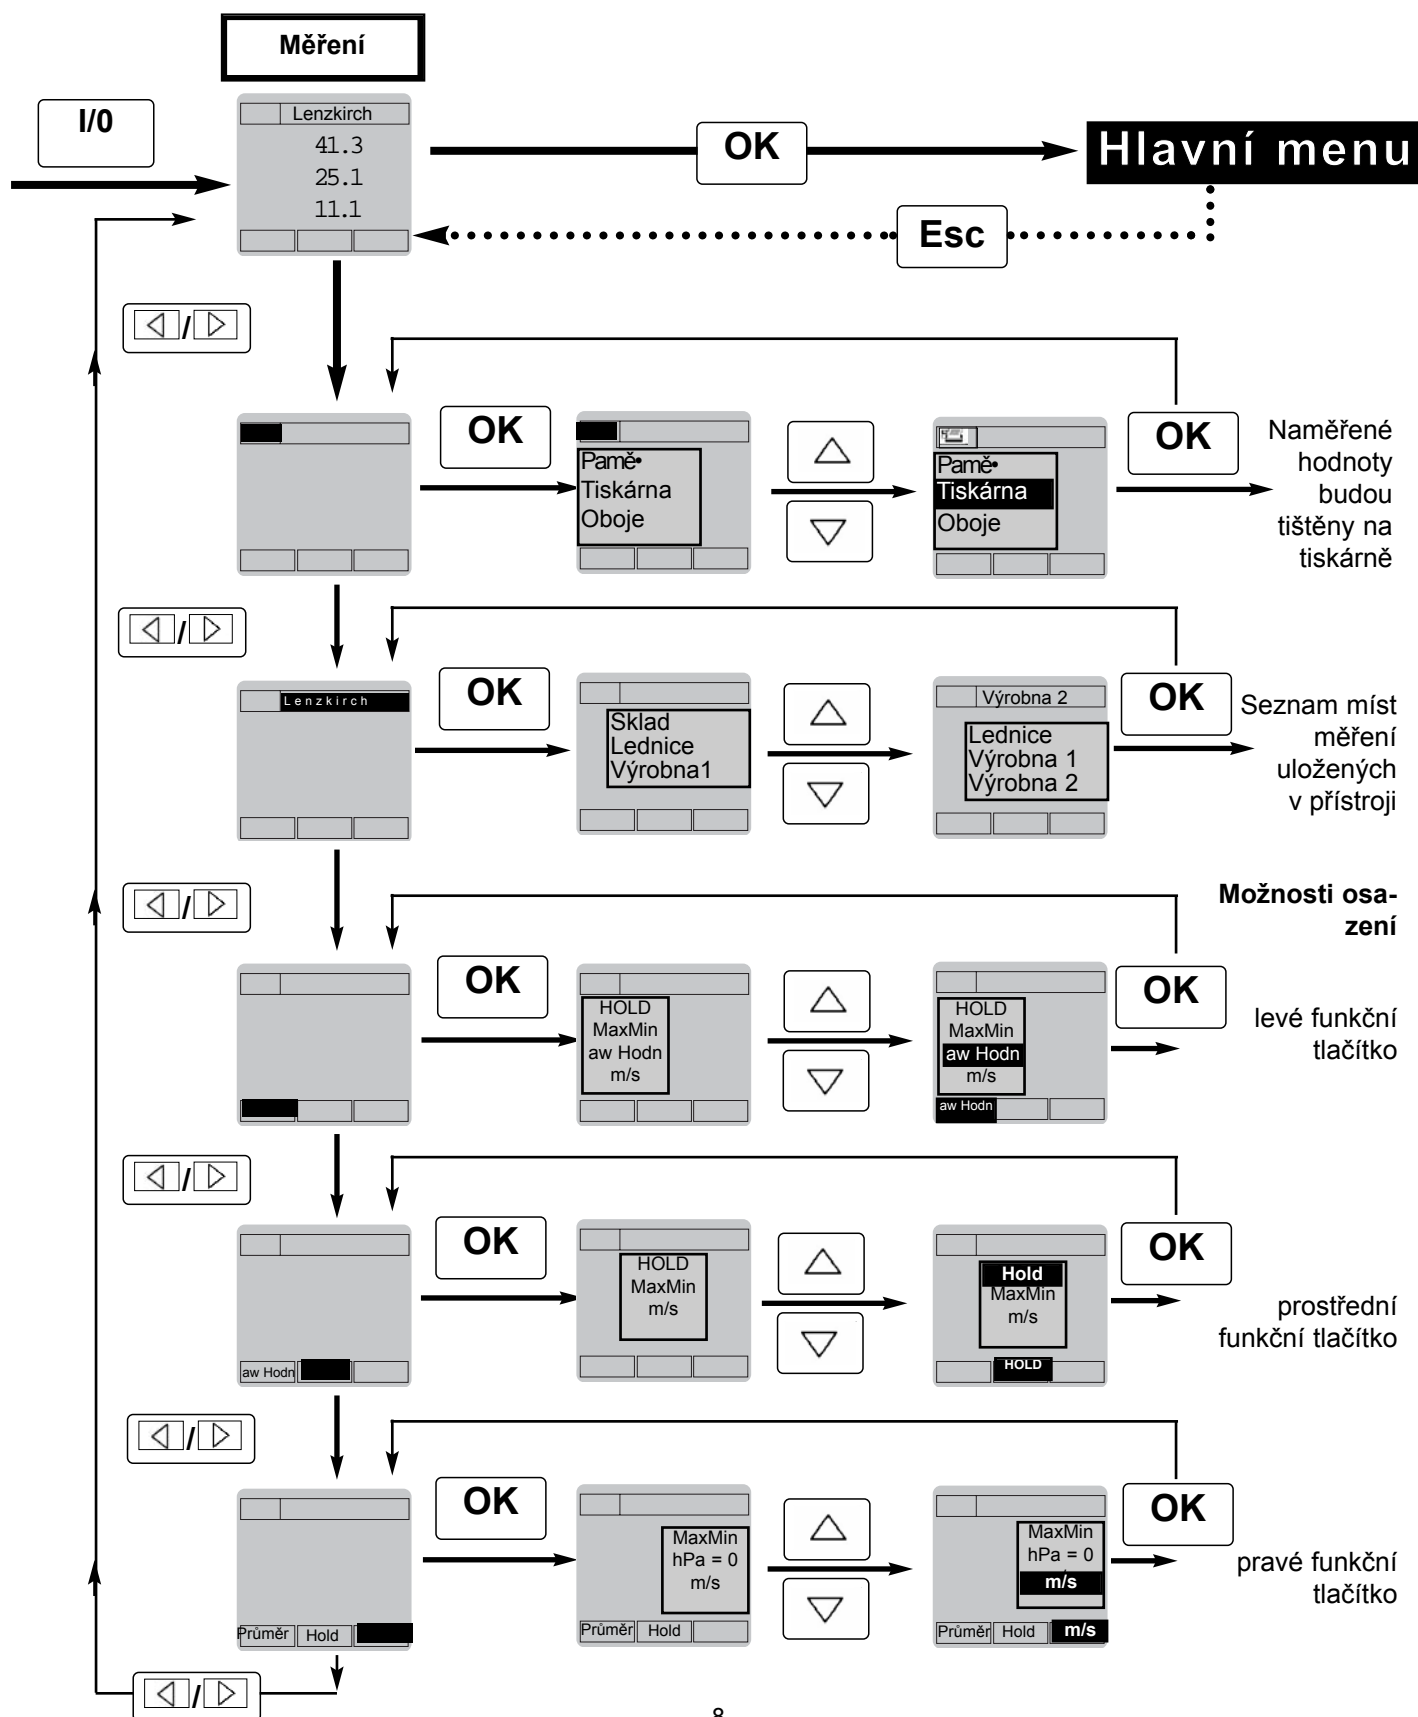 Měření
I/0
Lenzkirch
41.3
25.1
11.1
OK
Hlavní menu
Esc
/
OK
Pamě•
Tiskárna
Oboje
Pamě•
Tiskárna
Oboje
OK
Naměřené
hodnoty
budou
tištěny na
tiskárně
/
Lenzkirch
OK
Sklad
Lednice
Výrobna1
Výrobna 2
Lednice
Výrobna 1
Výrobna 2
OK
Seznam míst
měření
uložených
v přístroji
/
Možnosti osa-
zení
OK
HOLD
MaxMin
aw Hodn
m/s
HOLD
MaxMin
aw Hodn
m/s
aw Hodn
OK
levé funkční
tlačítko
/
aw Hodn
OK
HOLD
MaxMin
m/s
Hold
MaxMin
m/s
HOLD
OK
prostřední
funkční tlačítko
/
Průměr Hold
OK
MaxMin
hPa = 0
m/s
Průměr Hold
MaxMin
hPa = 0
m/s
Průměr Hold m/s
OK
pravé funkční
tlačítko
/
8